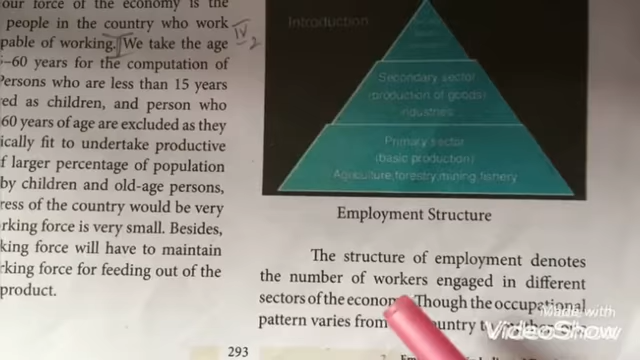 our force of the economy is the
people in the country who work
pable of working. We take the age
–60 years for the computation of
Persons who are less than 15 years
ed as children, and person who
60 years of age are excluded as they
ically fit to undertake productive
f larger percentage of population
by children and old-age persons,
ress of the country would be very
rking force is very small. Besides,
king force will have to maintain
rking force for feeding out of the
product.
293
IV
2
I
Introduction
Secondary sector
(production of goods)
industries
Primary sector
(basic production)
Agriculture,forestry,mining,fishery
Employment Structure
The structure of employment denotes
the number of workers engaged in different
sectors of the econom Though the occupational
pattern varies from
Made with
VideoShow